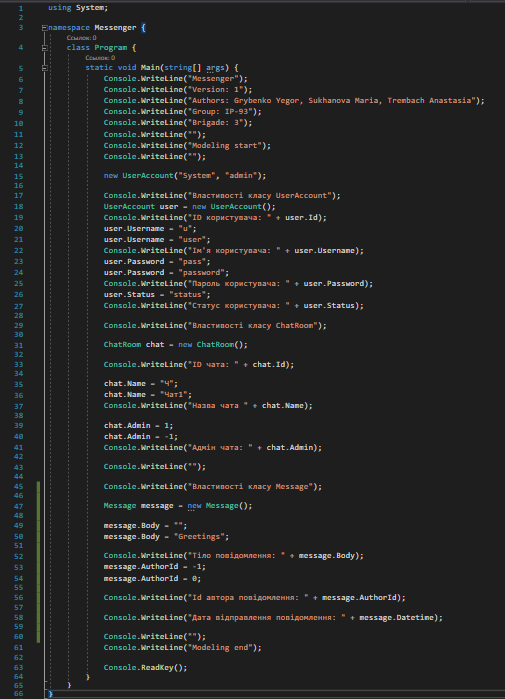 1 using System;
2
3 namespace Messenger {
Ссылок: 0
4 class Program {
Ссылок: 0
5 static void Main(string[] args) {
6 Console.WriteLine("Messenger");
7 Console.WriteLine("Version: 1");
8 Console.WriteLine("Authors: Grybenko Yegor, Sukhanova Maria, Trembach Anastasia");
9 Console.WriteLine("Group: IP-93");
10 Console.WriteLine("Brigade: 3");
11 Console.WriteLine("");
12 Console.WriteLine("Modeling start");
13 Console.WriteLine("");
14
15 new UserAccount("System", "admin");
16
17 Console.WriteLine("Властивості класу UserAccount");
18 UserAccount user = new UserAccount();
19 Console.WriteLine("ID користувача: " + user.Id);
20 user.Username = "u";
21 user.Username = "user";
22 Console.WriteLine("Ім'я користувача: " + user.Username);
23 user.Password = "pass";
24 user.Password = "password";
25 Console.WriteLine("Пароль користувача: " + user.Password);
26 user.Status = "status";
27 Console.WriteLine("Статус користувача: " + user.Status);
28
29 Console.WriteLine("Властивості класу ChatRoom");
30
31 ChatRoom chat = new ChatRoom();
32
33 Console.WriteLine("ID чата: " + chat.Id);
34
35 chat.Name = "Ч";
36 chat.Name = "Чат1";
37 Console.WriteLine("Назва чата " + chat.Name);
38
39 chat.Admin = 1;
40 chat.Admin = -1;
41 Console.WriteLine("Адмін чата: " + chat.Admin);
42
43 Console.WriteLine("");
44
45 Console.WriteLine("Властивості класу Message");
46
47 Message message = new Message();
48
49 message.Body = "";
50 message.Body = "Greetings";
51
52 Console.WriteLine("Тіло повідомлення: " + message.Body);
53 message.AuthorId = -1;
54 message.AuthorId = 0;
55
56 Console.WriteLine("Id автора повідомлення: " + message.AuthorId);
57
58 Console.WriteLine("Дата відправлення повідомлення: " + message.Datetime);
59
60 Console.WriteLine("");
61 Console.WriteLine("Modeling end");
62
63 Console.ReadKey();
64 }
65 }
66 }